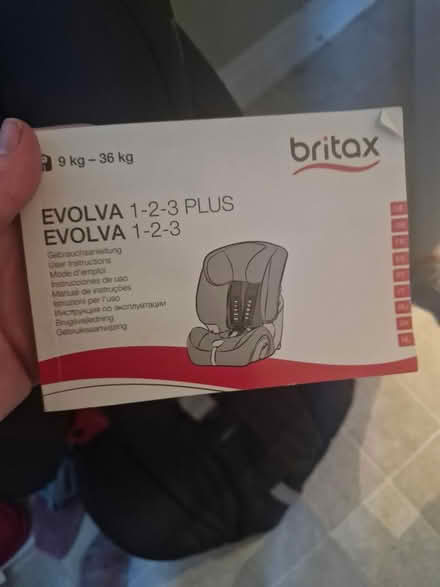 9 kg – 36 kg
britax
EVOLVA 1-2-3 PLUS
EVOLVA 1-2-3
Gebrauchsanleitung
User Instructions
Mode d'emploi
Instrucciones de uso
Manual de instruções
Istruzioni per l'uso
Инструкция по эксплуатации
Brugsvejledning
Gebruiksaanwijzing